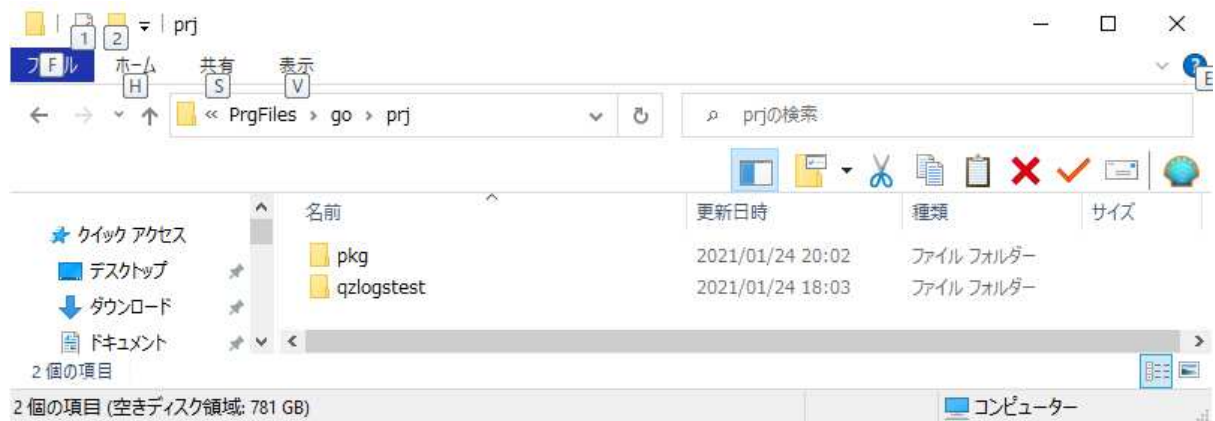 prj
1 2
ファイル ホーム 共有 表示
F H S V E
« PrgFiles › go › prj prjの検索
名前 更新日時 種類 サイズ
クイック アクセス
pkg 2021/01/24 20:02 ファイル フォルダー
デスクトップ
qzlogstest 2021/01/24 18:03 ファイル フォルダー
ダウンロード
ドキュメント
2 個の項目
2 個の項目 (空きディスク領域: 781 GB) コンピューター